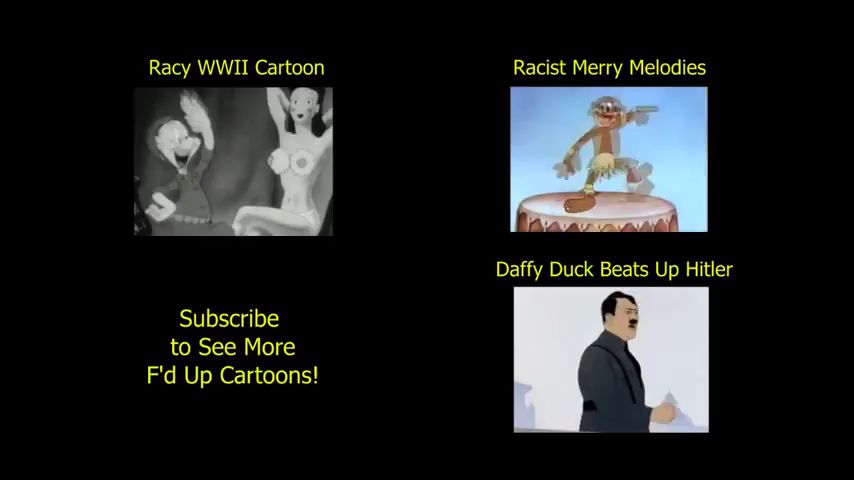 Racy WWII Cartoon
Racist Merry Melodies
Daffy Duck Beats Up Hitler
Subscribe
to See More
F'd Up Cartoons!